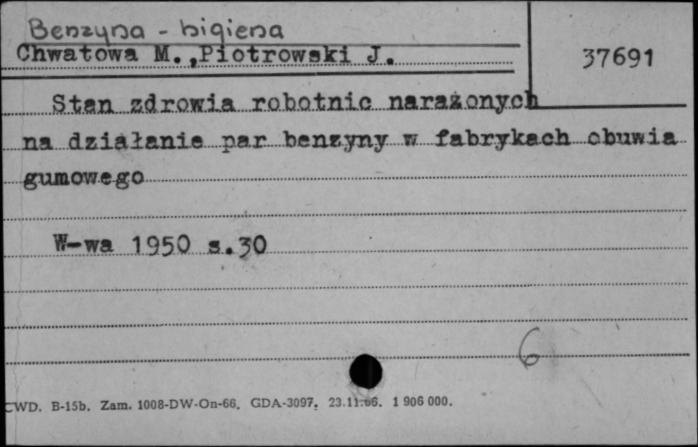 Benzyna - higiena
Chwatowa M., Piotrowski J.
37691
Stan zdrowia robotnic narażonych
na działanie par benzyny w fabrykach obuwia
gumowego
W-wa 1950 s.30
6
CWD. B-15b. Zam. 1008-DW-On-66. GDA-3097. 23.11.66. 1 906 000.